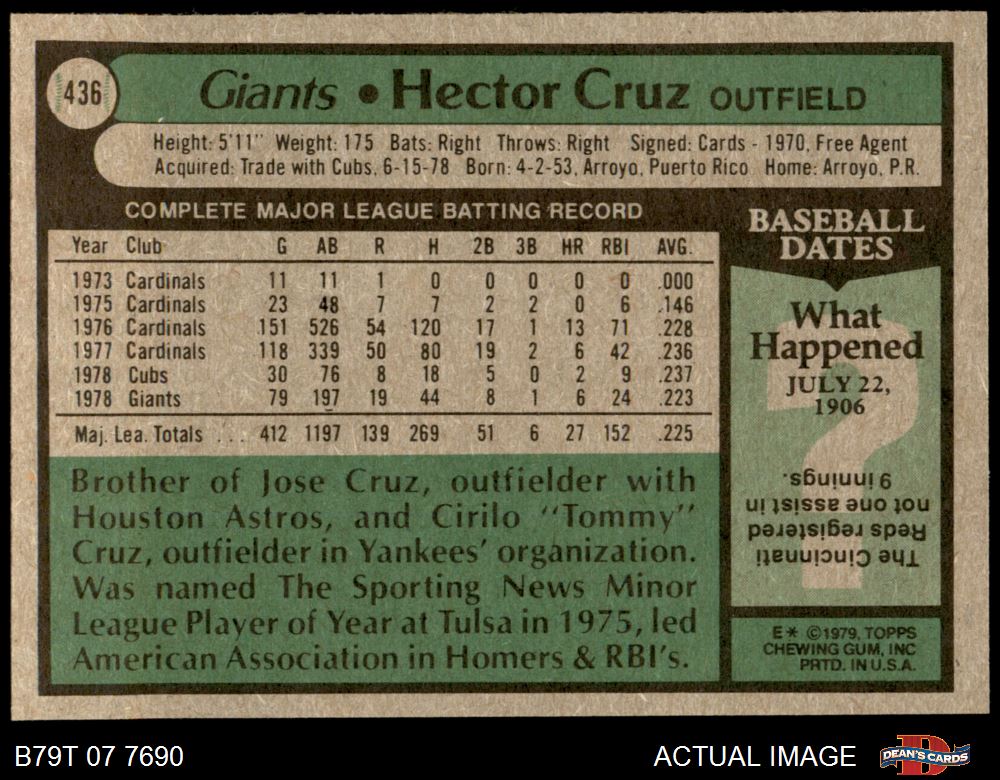 436
Giants • Hector Cruz OUTFIELD
Height: 5'11" Weight: 175 Bats: Right Throws: Right Signed: Cards - 1970, Free Agent
Acquired: Trade with Cubs, 6-15-78 Born: 4-2-53, Arroyo, Puerto Rico Home: Arroyo, P.R.
COMPLETE MAJOR LEAGUE BATTING RECORD
Year Club G AB R H 2B 3B HR RBI AVG.
1973 Cardinals 11 11 1 0 0 0 0 0 .000
1975 Cardinals 23 48 7 7 2 2 0 6 .146
1976 Cardinals 151 526 54 120 17 1 13 71 .228
1977 Cardinals 118 339 50 80 19 2 6 42 .236
1978 Cubs 30 76 8 18 5 0 2 9 .237
1978 Giants 79 197 19 44 8 1 6 24 .223
Maj. Lea. Totals ... 412 1197 139 269 51 6 27 152 .225
Brother of Jose Cruz, outfielder with
Houston Astros, and Cirilo "Tommy"
Cruz, outfielder in Yankees' organization.
Was named The Sporting News Minor
League Player of Year at Tulsa in 1975, led
American Association in Homers & RBI's.
BASEBALL
DATES
What
Happened
JULY 22,
1906
?
The Cincinnati
Reds registered
not one assist in
9 innings.
E* ©1979, TOPPS
CHEWING GUM, INC
PRTD. IN U.S.A.
B79T 07 7690
ACTUAL IMAGE
D
DEAN'S CARDS